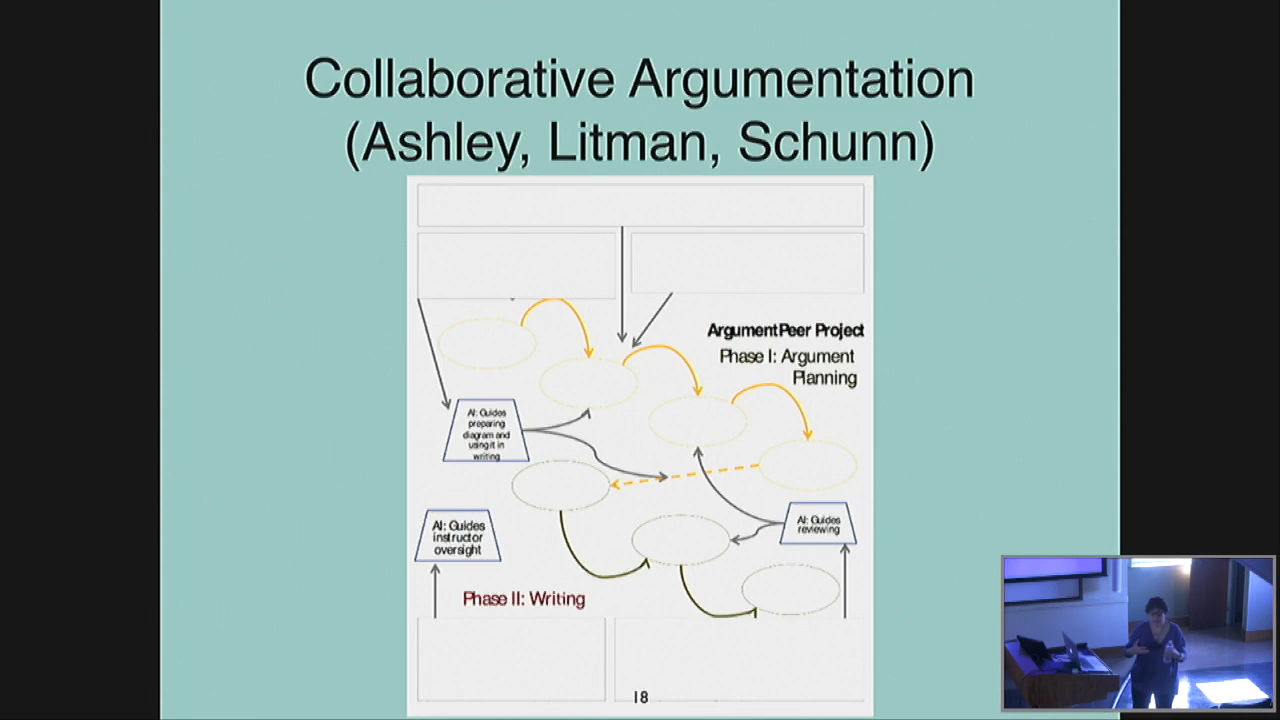 Collaborative Argumentation
(Ashley, Litman, Schunn)
ArgumentPeer Project
Phase I: Argument
Planning
AI: Guides
preparing
diagram and
using it in
writing
AI: Guides
instructor
oversight
AI: Guides
reviewing
Phase II: Writing
18